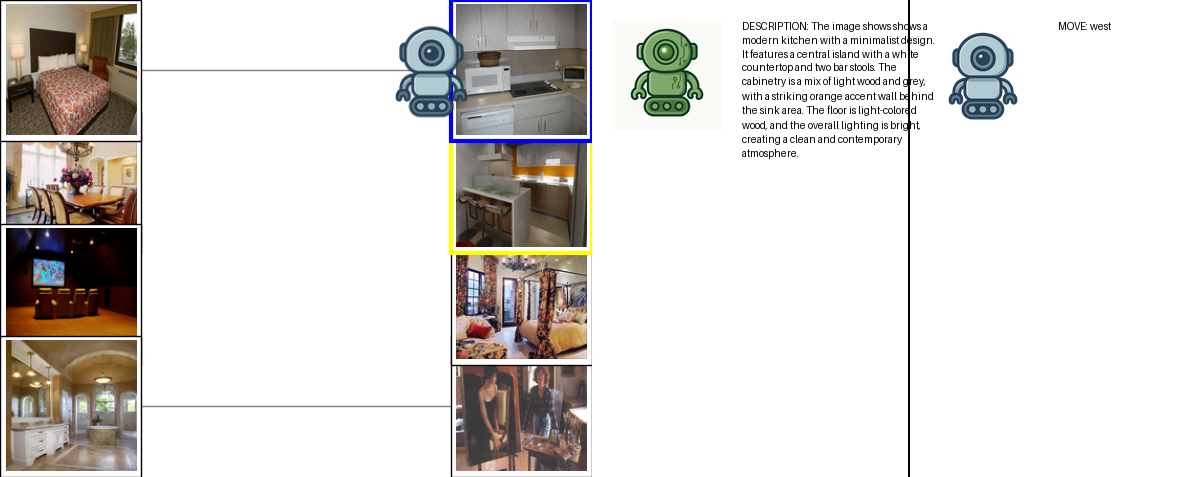 DESCRIPTION: The image shows shows a
modern kitchen with a minimalist design.
It features a central island with a white
countertop and two bar stools. The
cabinetry is a mix of light wood and grey,
with a striking orange accent wall behind
the sink area. The floor is light-colored
wood, and the overall lighting is bright,
creating a clean and contemporary
atmosphere.
MOVE: west